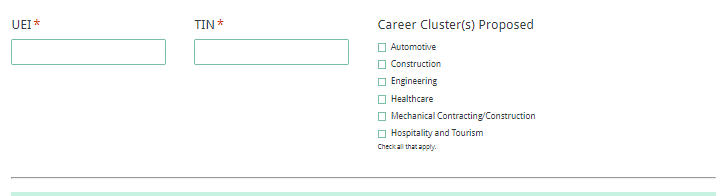 UEI *
TIN *
Career Cluster(s) Proposed
Automotive
Construction
Engineering
Healthcare
Mechanical Contracting/Construction
Hospitality and Tourism
Check all that apply.